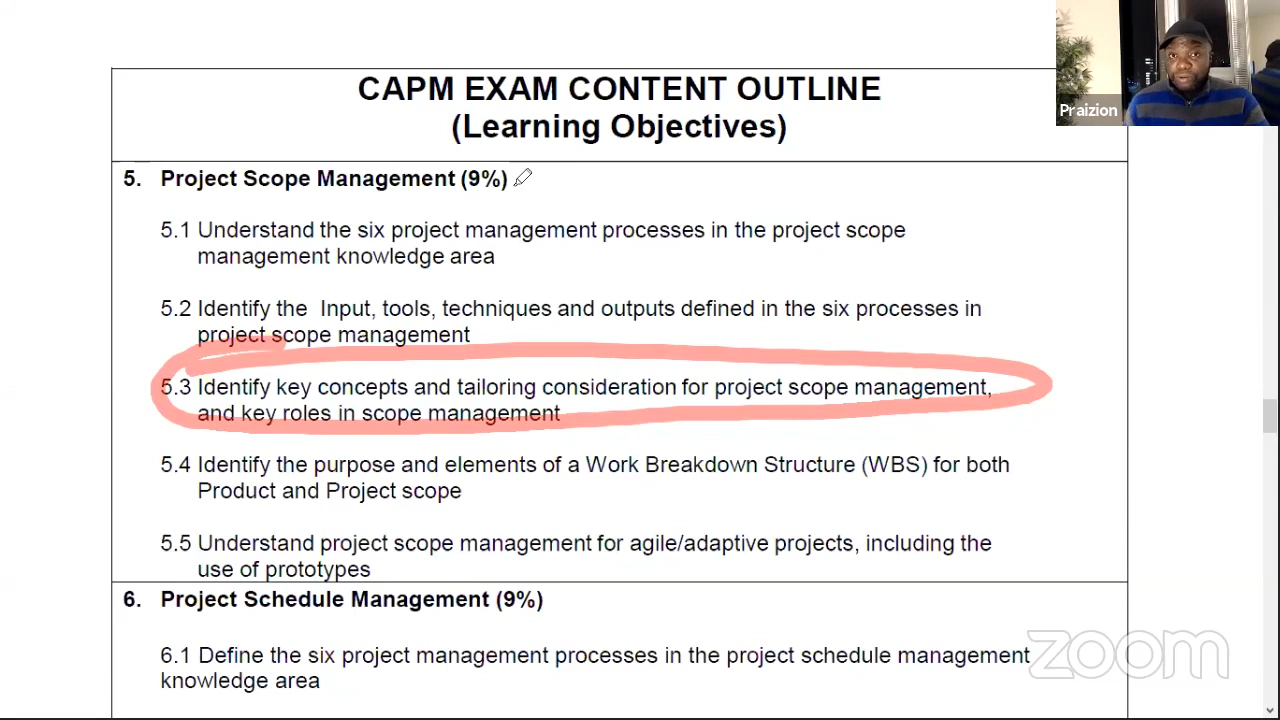 CAPM EXAM CONTENT OUTLINE
(Learning Objectives)
Praizion
5. Project Scope Management (9%)
5.1 Understand the six project management processes in the project scope
management knowledge area
5.2 Identify the Input, tools, techniques and outputs defined in the six processes in
project scope management
5.3 Identify key concepts and tailoring consideration for project scope management,
and key roles in scope management
5.4 Identify the purpose and elements of a Work Breakdown Structure (WBS) for both
Product and Project scope
5.5 Understand project scope management for agile/adaptive projects, including the
use of prototypes
6. Project Schedule Management (9%)
6.1 Define the six project management processes in the project schedule management
knowledge area
zoom